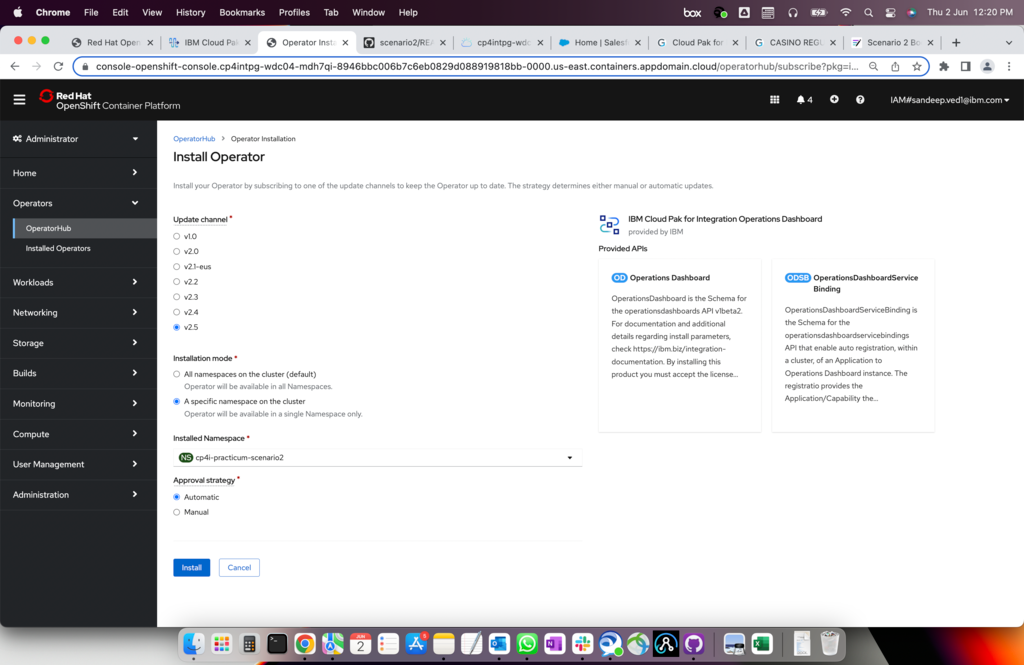 Chrome File Edit View History Bookmarks Profiles Tab Window Help
box
Thu 2 Jun 12:20 PM
Red Hat Open
IBM Cloud Pak
Operator Insta
scenario2/REA
cp4intpg-wdc
Home | Sales
Cloud Pak for
CASINO REGU
Scenario 2 Bo
console-openshift-console.cp4intpg-wdc04-mdh7qi-8946bbc006b7c6eb0829d088919818bb-0000.us-east.containers.appdomain.cloud/operatorhub/subscribe?pkg=i...
Red Hat
OpenShift Container Platform
4
IAM#sandeep.ved1@ibm.com
Administrator
Home
Operators
OperatorHub
Installed Operators
Workloads
Networking
Storage
Builds
Monitoring
Compute
User Management
Administration
OperatorHub > Operator Installation
Install Operator
Install your Operator by subscribing to one of the update channels to keep the Operator up to date. The strategy determines either manual or automatic updates.
Update channel *
v1.0
v2.0
v2.1-eus
v2.2
v2.3
v2.4
v2.5
Installation mode *
All namespaces on the cluster (default)
Operator will be available in all Namespaces.
A specific namespace on the cluster
Operator will be available in a single Namespace only.
Installed Namespace *
NS cp4i-practicum-scenario2
Approval strategy *
Automatic
Manual
Install
Cancel
IBM Cloud Pak for Integration Operations Dashboard
provided by IBM
Provided APIs
OD Operations Dashboard
OperationsDashboard is the Schema for
the operationsdashboards API v1beta2.
For documentation and additional
details regarding install parameters,
check https://ibm.biz/integration-
documentation. By installing this
product you must accept the license...
ODSB OperationsDashboardService
Binding
OperationsDashboardServiceBinding is
the Schema for the
operationsdashboardservicebindings
API that enable auto registration, within
a cluster, of an Application to
Operations Dashboard instance. The
registratio provides the
Application/Capability the...
JUN
2